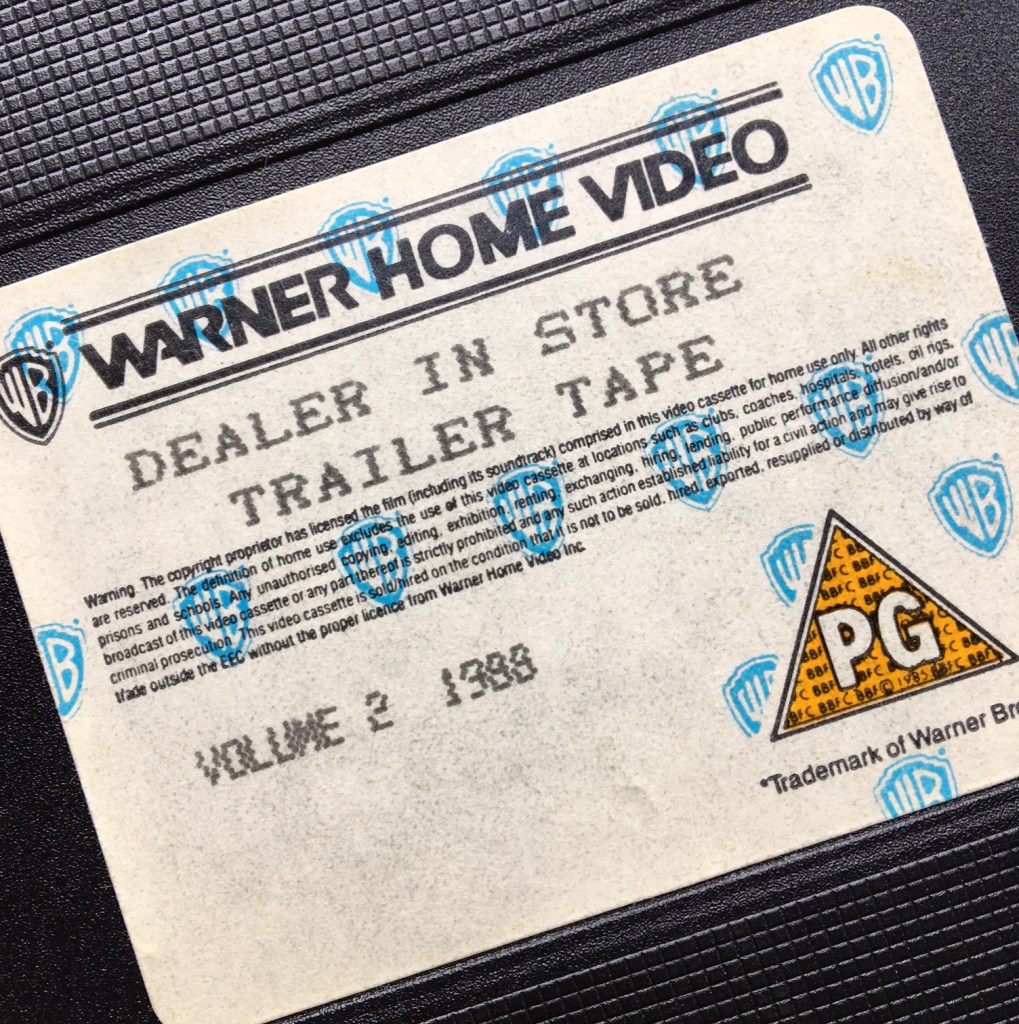 WARNER HOME VIDEO
DEALER IN STORE
TRAILER TAPE
Warning. The copyright proprietor has licensed the film (including its soundtrack) comprised in this video cassette for home use only. All other rights
are reserved. The definition of home use excludes the use of this video cassette at locations such as clubs, coaches, hospitals, hotels, oil rigs,
prisons and schools. Any unauthorised copying, editing, exhibition, renting, exchanging, hiring, lending, public performance diffusion/and/or
broadcast of this video cassette or any part thereof is strictly prohibited and any such action established liability for a civil action and may give rise to
criminal prosecution. This video cassette is sold/hired on the condition that it is not to be sold, hired, exported, resupplied or distributed by way of
trade outside the EEC without the proper licence from Warner Home Video Inc.
VOLUME 2 1988
PG
BBFC © 1985 BBFC
*Trademark of Warner Bro